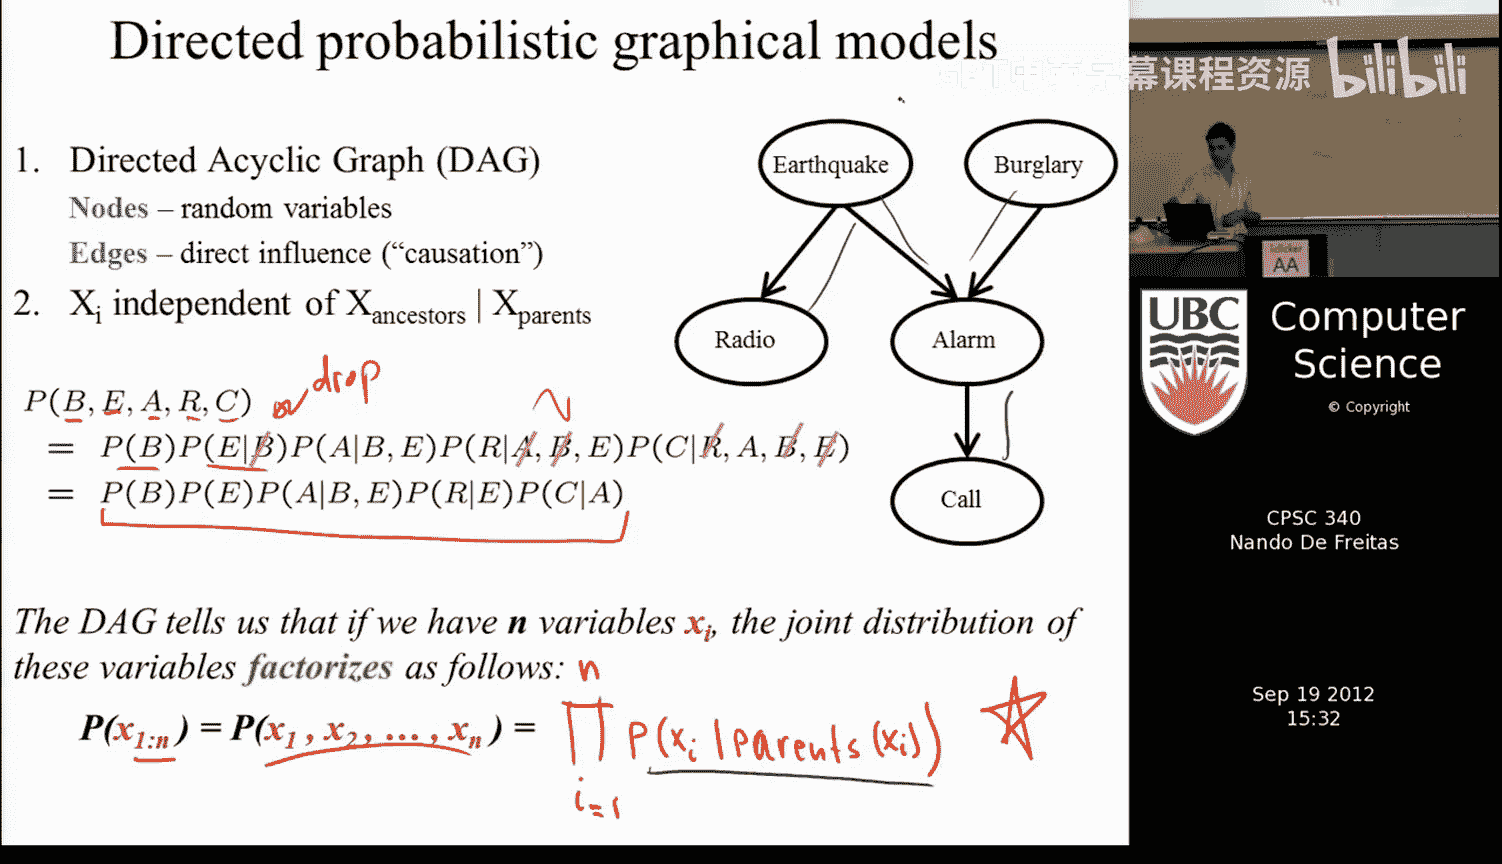 Directed probabilistic graphical models
幕课程资源 bilibili
1. Directed Acyclic Graph (DAG)
Nodes – random variables
Edges – direct influence (“causation”)
2. Xi independent of Xancestors | Xparents
Earthquake
Burglary
Radio
Alarm
Call
drop
P(B, E, A, R, C)
= P(B)P(E|B)P(A|B, E)P(R|A, B, E)P(C|R, A, B, E)
= P(B)P(E)P(A|B, E)P(R|E)P(C|A)
The DAG tells us that if we have n variables xi, the joint distribution of
these variables factorizes as follows:
P(x1:n) = P(x1, x2, ..., xn) = n ∏ i=1 P(xi | parents(xi))
AA
UBC
Computer
Science
© Copyright
CPSC 340
Nando De Freitas
Sep 19 2012
15:32